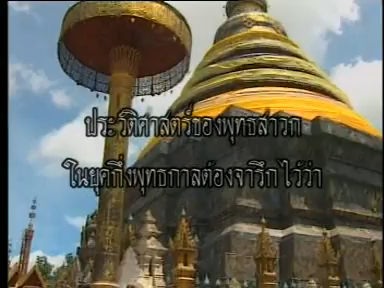 ประวัติศาสตร์ของพุทธสาวก
ในยุคกึ่งพุทธกาลต้องจารึกไว้ว่า